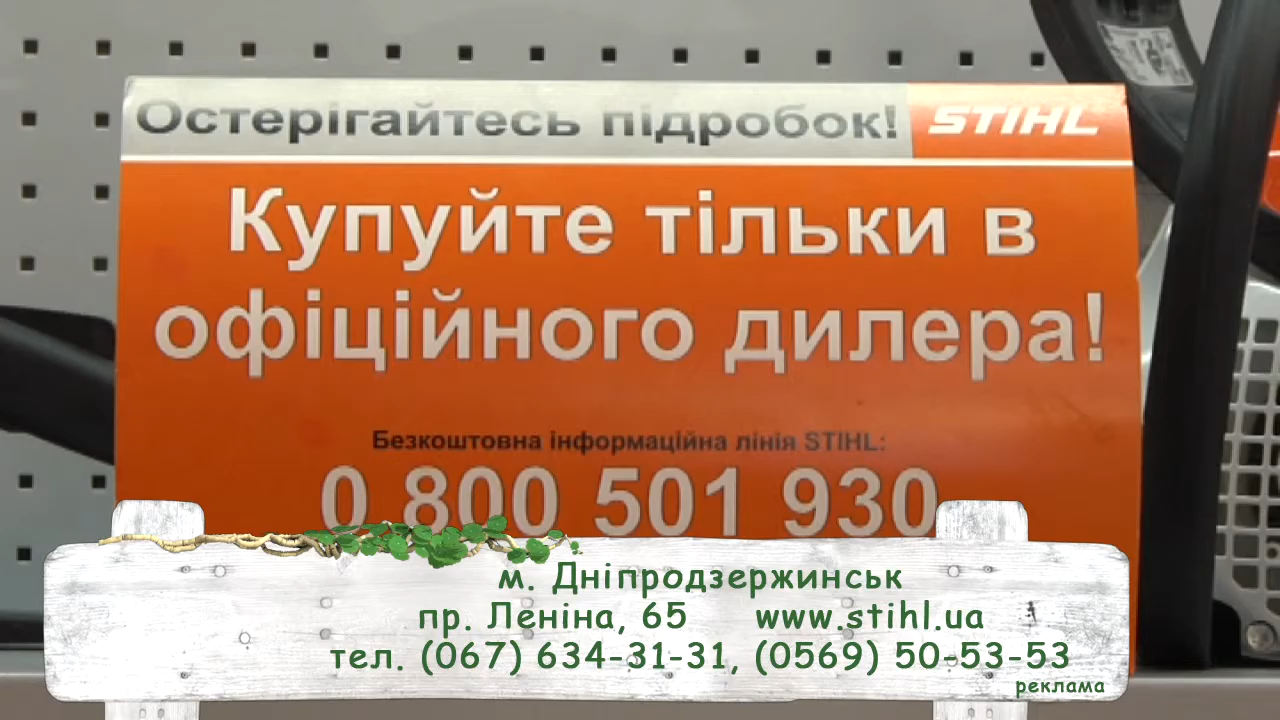 Остерігайтесь підробок! STIHL
Купуйте тільки в
офіційного дилера!
Безкоштовна інформаційна лінія STIHL:
0 800 501 930
м. Дніпродзержинськ
пр. Леніна, 65 www.stihl.ua
тел. (067) 634-31-31, (0569) 50-53-53
реклама